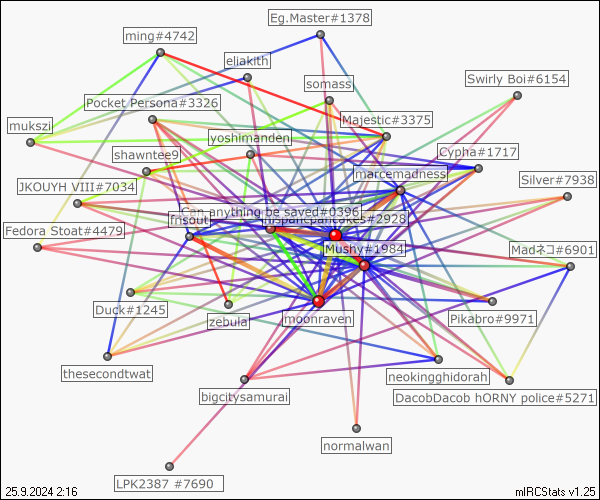 Eg.Master#1378
ming#4742
eliakith
Swirly Boi#6154
somass
Pocket Persona#3326
Majestic#3375
mukszi
yoshimanden
Cypha#1717
shawntee9
marcemadness
JKOUYH VIII#7034
Silver#7938
Can anything be saved#0396
hispanicpancakes#2928
frisout
Fedora Stoat#4479
Mushy#1984
Madネコ#6901
Duck#1245
zebula
moonraven
Pikabro#9971
thesecondtwat
neokingghidorah
bigcitysamurai
DacobDacob hORNY police#5271
normalwan
LPK2387 #7690
25.9.2024 2:16
mIRCStats v1.25